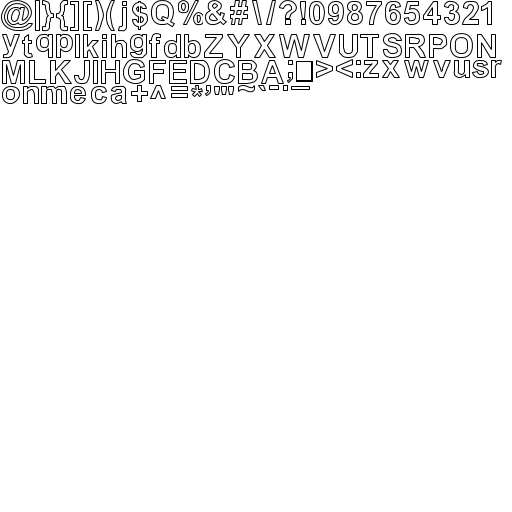 @|}{][)(j$Q%&#\/?!0987654321
ytqplkihgfdbZYXWVUTSRPON
MLKJIHGFEDCBA;□><:zxwvusr
onmeca+^=*,"'~`-._